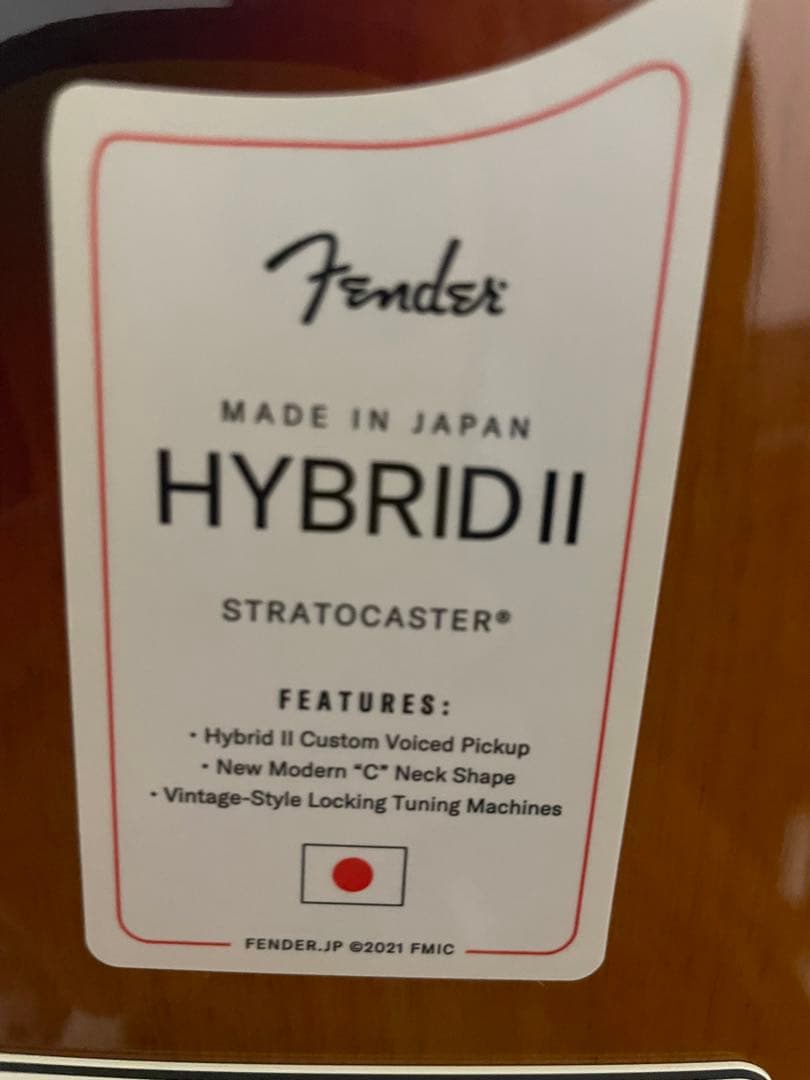 Fender
MADE IN JAPAN
HYBRID II
STRATOCASTER®
FEATURES:
• Hybrid II Custom Voiced Pickup
• New Modern “C” Neck Shape
• Vintage-Style Locking Tuning Machines
FENDER.JP ©2021 FMIC